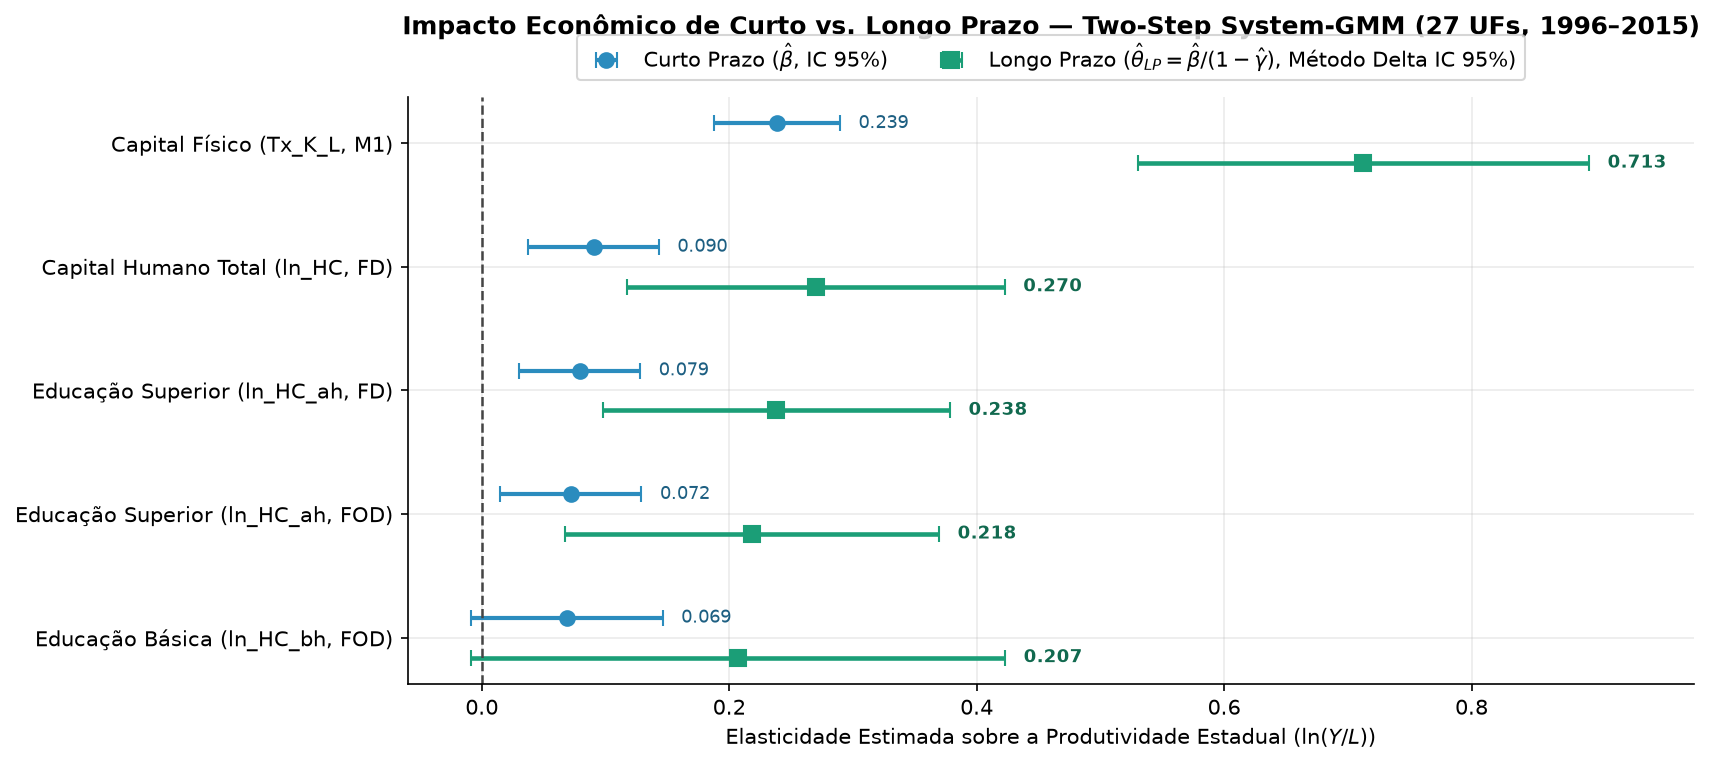 Impacto Econômico de Curto vs. Longo Prazo — Two-Step System-GMM (27 UFs, 1996–2015)
Curto Prazo (β̂, IC 95%)
Longo Prazo (θ̂_LP = β̂/(1 − γ̂), Método Delta IC 95%)
Capital Físico (Tx_K_L, M1)
0.239
0.713
Capital Humano Total (ln_HC, FD)
0.090
0.270
Educação Superior (ln_HC_ah, FD)
0.079
0.238
Educação Superior (ln_HC_ah, FOD)
0.072
0.218
Educação Básica (ln_HC_bh, FOD)
0.069
0.207
0.0 0.2 0.4 0.6 0.8
Elasticidade Estimada sobre a Produtividade Estadual (ln(Y/L))